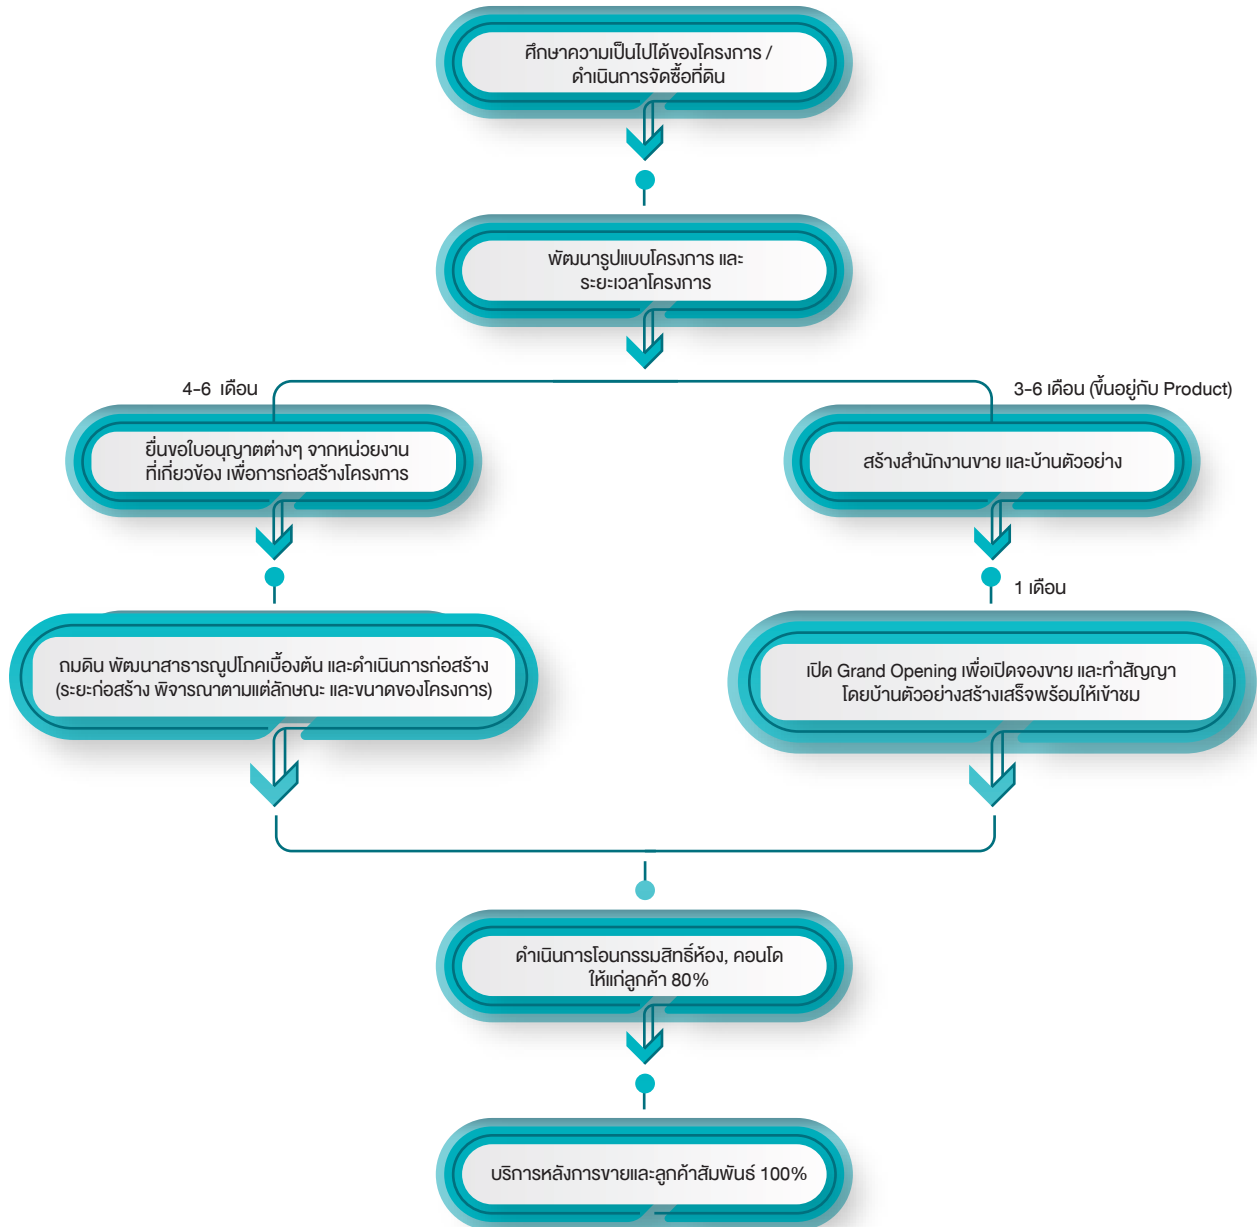 ศึกษาความเป็นไปได้ของโครงการ /
ดำเนินการจัดซื้อที่ดิน
พัฒนารูปแบบโครงการ และ
ระยะเวลาโครงการ
4-6 เดือน
3-6 เดือน (ขึ้นอยู่กับ Product)
ยื่นขอใบอนุญาตต่างๆ จากหน่วยงาน
ที่เกี่ยวข้อง เพื่อการก่อสร้างโครงการ
สร้างสำนักงานขาย และบ้านตัวอย่าง
1 เดือน
ถมดิน พัฒนาสาธารณูปโภคเบื้องต้น และดำเนินการก่อสร้าง
(ระยะก่อสร้าง พิจารณาตามแต่ลักษณะ และขนาดของโครงการ)
เปิด Grand Opening เพื่อเปิดจองขาย และทำสัญญา
โดยบ้านตัวอย่างสร้างเสร็จพร้อมให้เข้าชม
ดำเนินการโอนกรรมสิทธิ์ห้อง, คอนโด
ให้แก่ลูกค้า 80%
บริการหลังการขายและลูกค้าสัมพันธ์ 100%